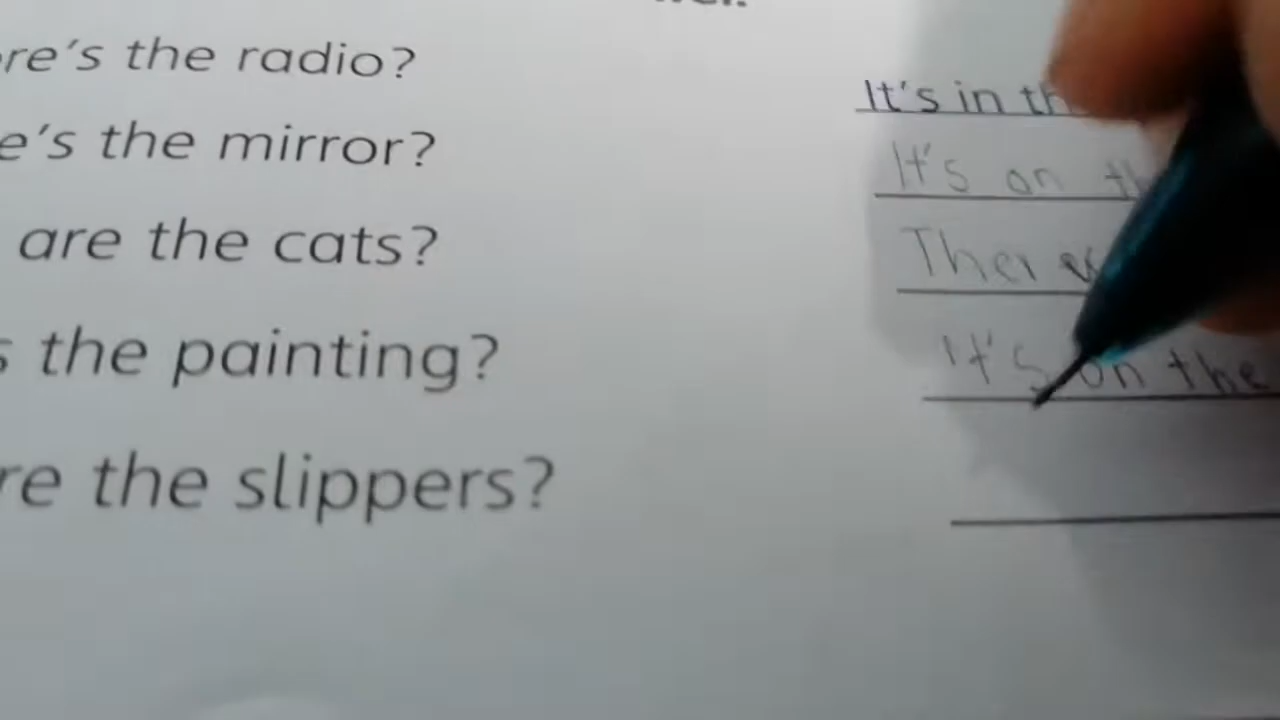 re's the radio?
It's in th
e's the mirror?
It's on th
are the cats?
s the painting?
It's on the
re the slippers?